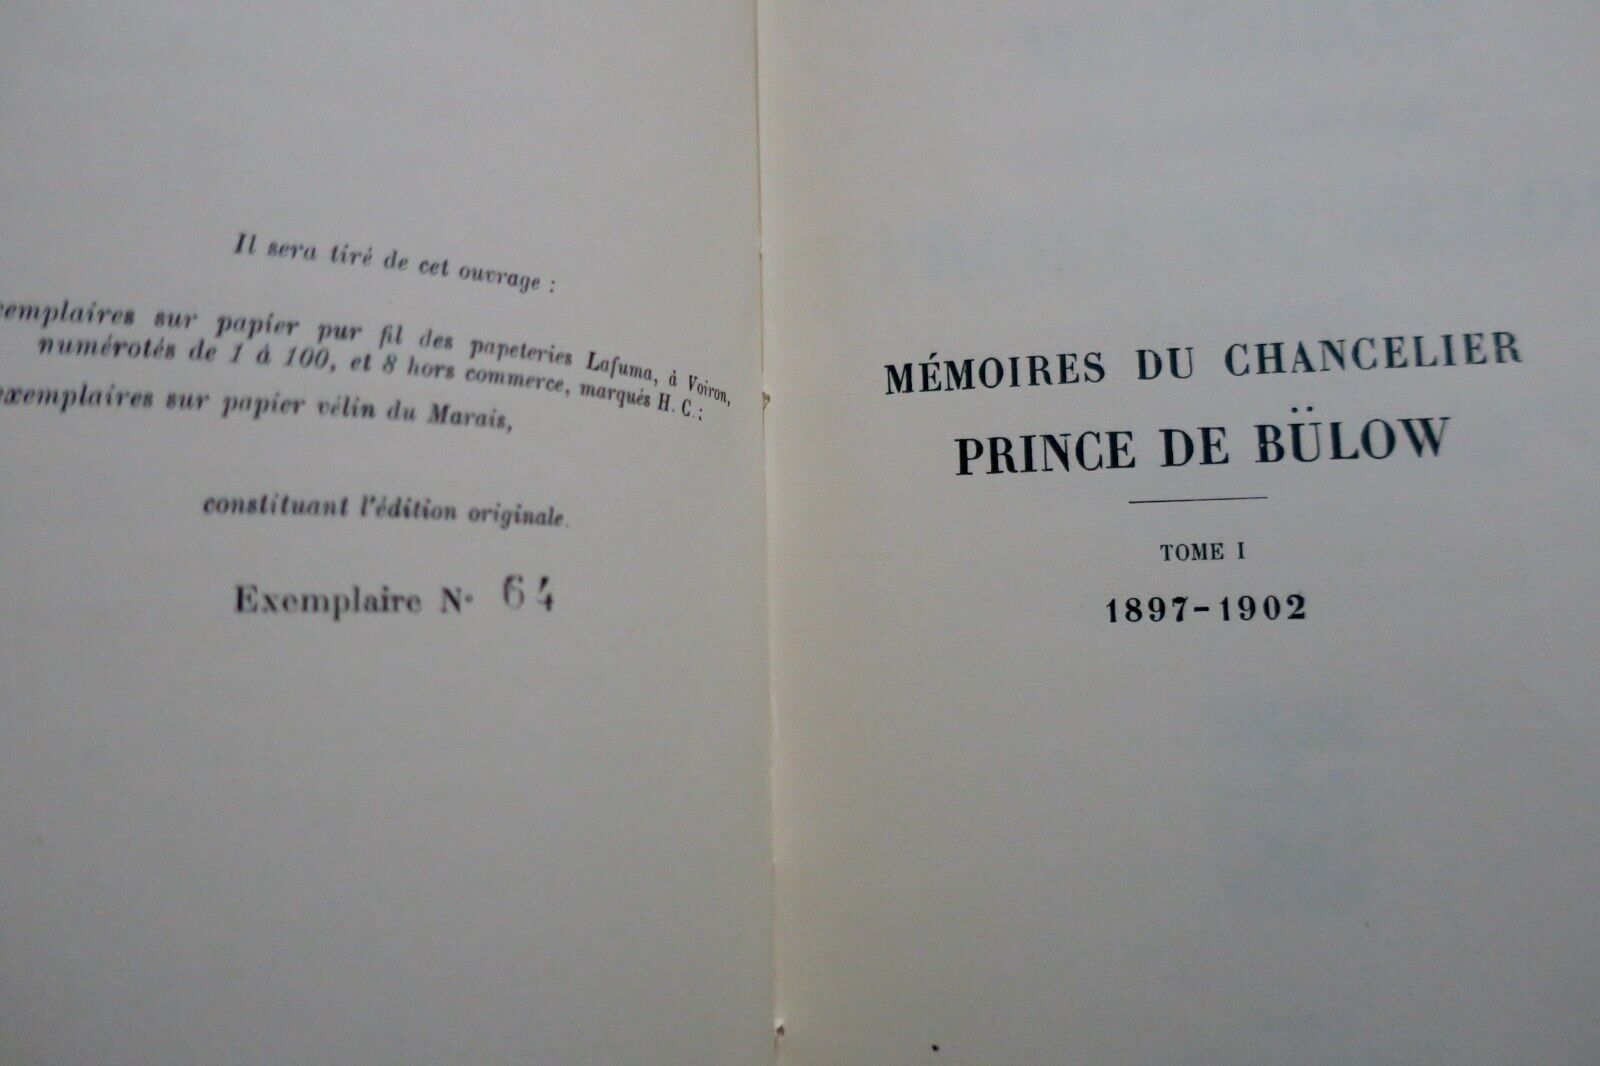 Il sera tiré de cet ouvrage :
sur papier pur fil des papeteries Lafuma, à Voiron,
numérotés de 1 à 100, et 8 hors commerce, marqués H. C.;
exemplaires sur papier vélin du Marais,
constituant l'édition originale.
Exemplaire N° 64
MÉMOIRES DU CHANCELIER
PRINCE DE BÜLOW
TOME I
1897-1902